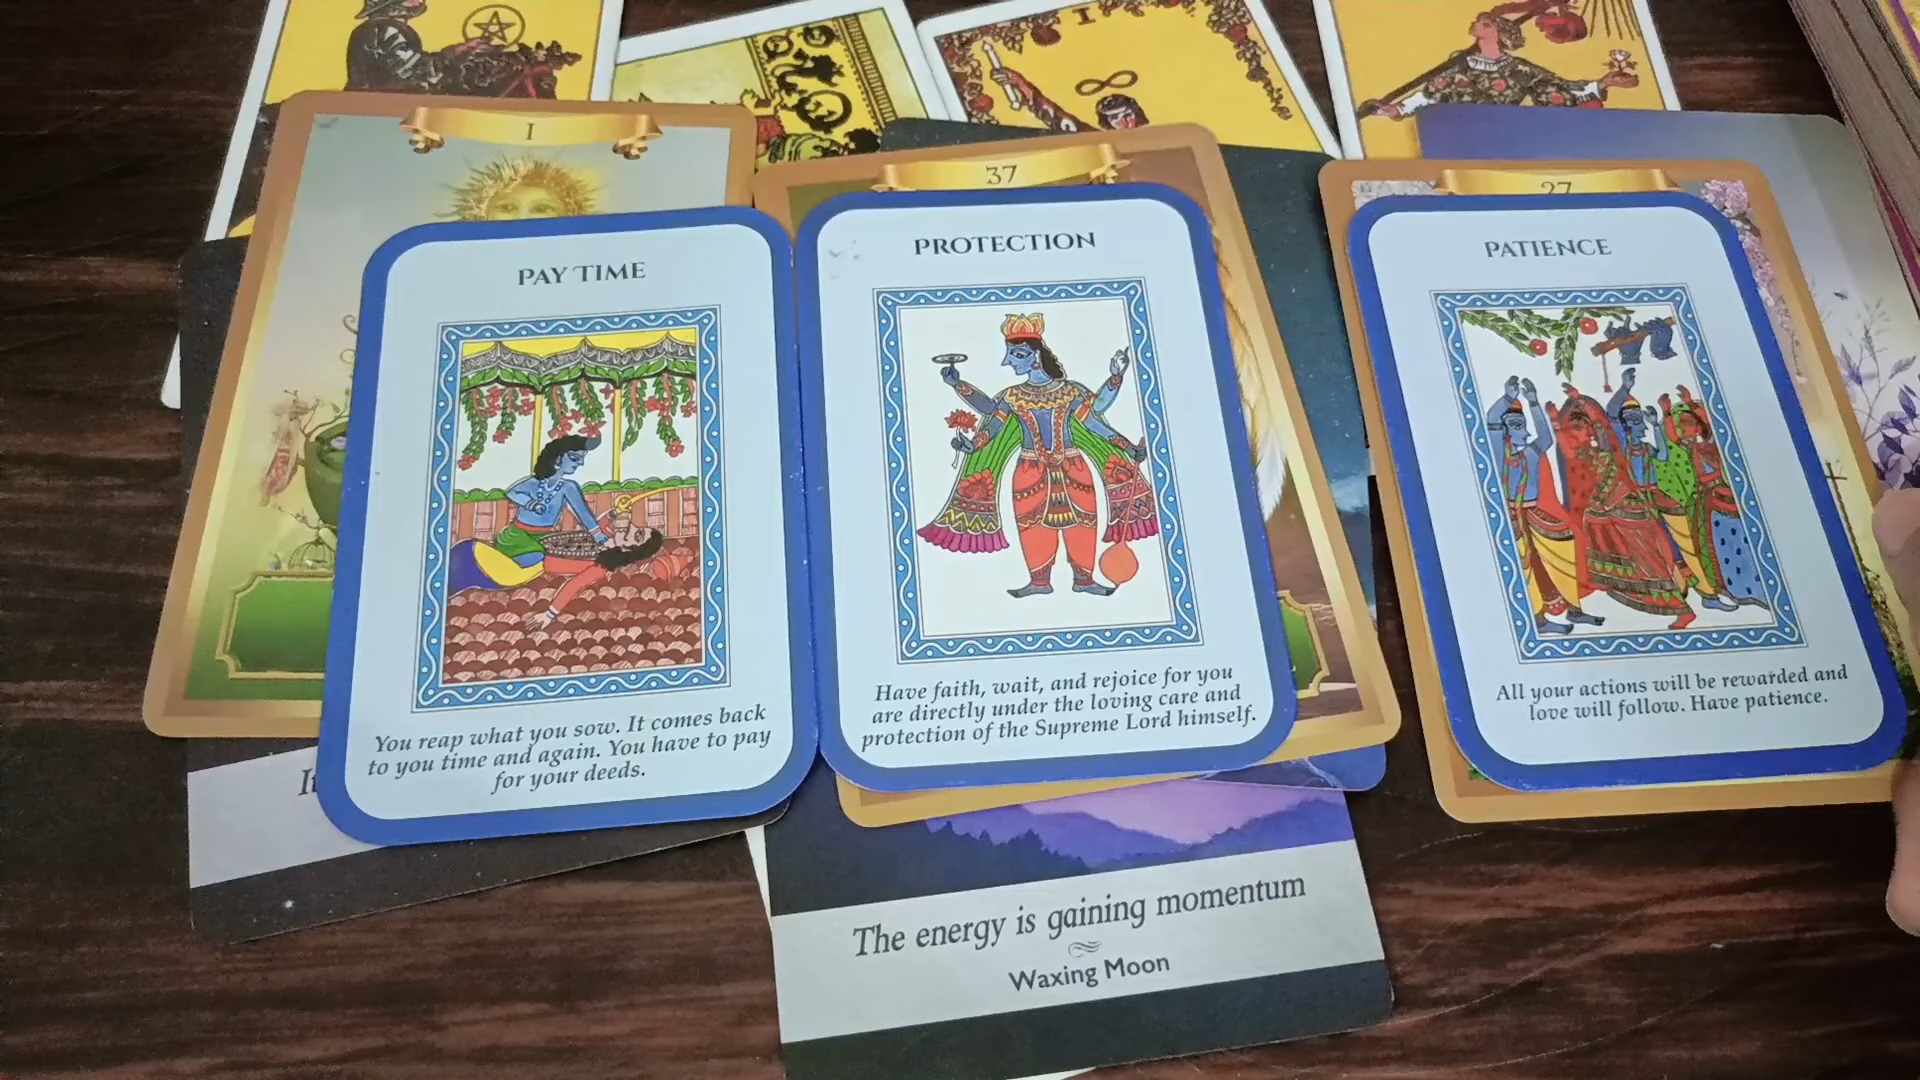 I
I
37
27
PAY TIME
You reap what you sow. It comes back
to you time and again. You have to pay
for your deeds.
PROTECTION
Have faith, wait, and rejoice for you
are directly under the loving care and
protection of the Supreme Lord himself.
PATIENCE
All your actions will be rewarded and
love will follow. Have patience.
The energy is gaining momentum
Waxing Moon